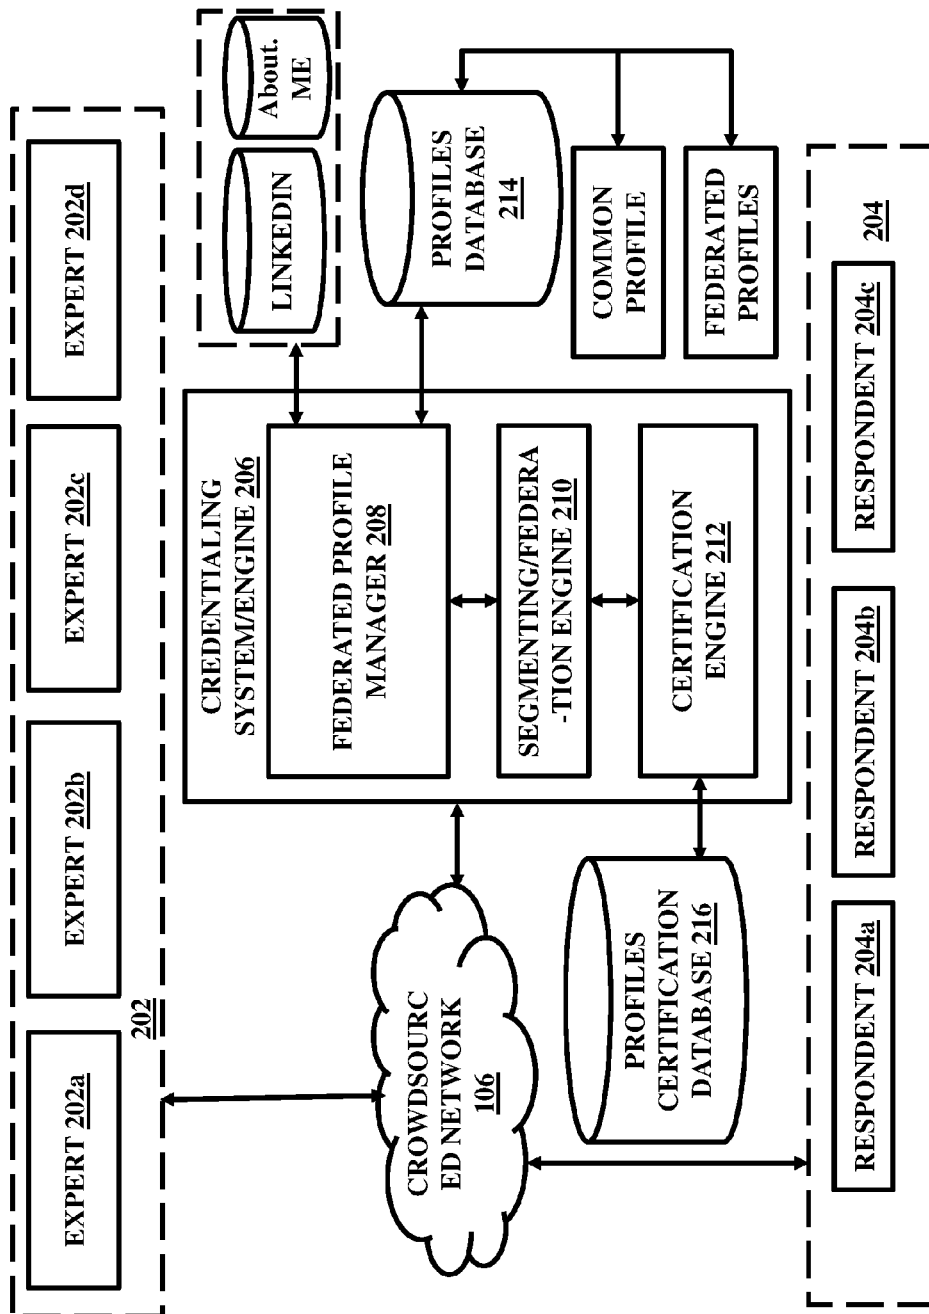 EXPERT 202a
EXPERT 202b
EXPERT 202c
EXPERT 202d
202
CREDENTIALING
SYSTEM/ENGINE 206
FEDERATED PROFILE
MANAGER 208
SEGMENTING/FEDERA
-TION ENGINE 210
CERTIFICATION
ENGINE 212
LINKEDIN
About.
ME
PROFILES
DATABASE
214
COMMON
PROFILE
FEDERATED
PROFILES
CROWDSOURC
ED NETWORK
106
PROFILES
CERTIFICATION
DATABASE 216
204
RESPONDENT 204a
RESPONDENT 204b
RESPONDENT 204c